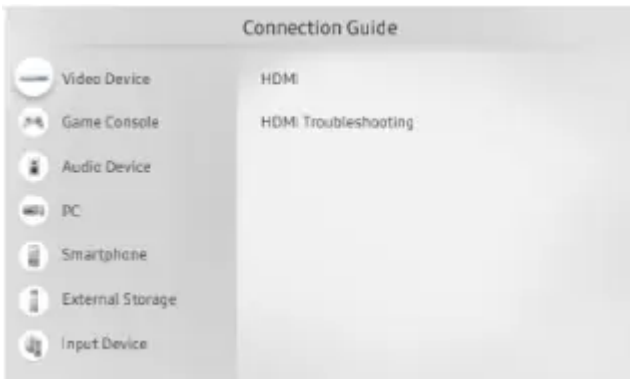 Connection Guide
Video Device
Game Console
Audio Device
PC
Smartphone
External Storage
Input Device
HDMI
HDMI Troubleshooting